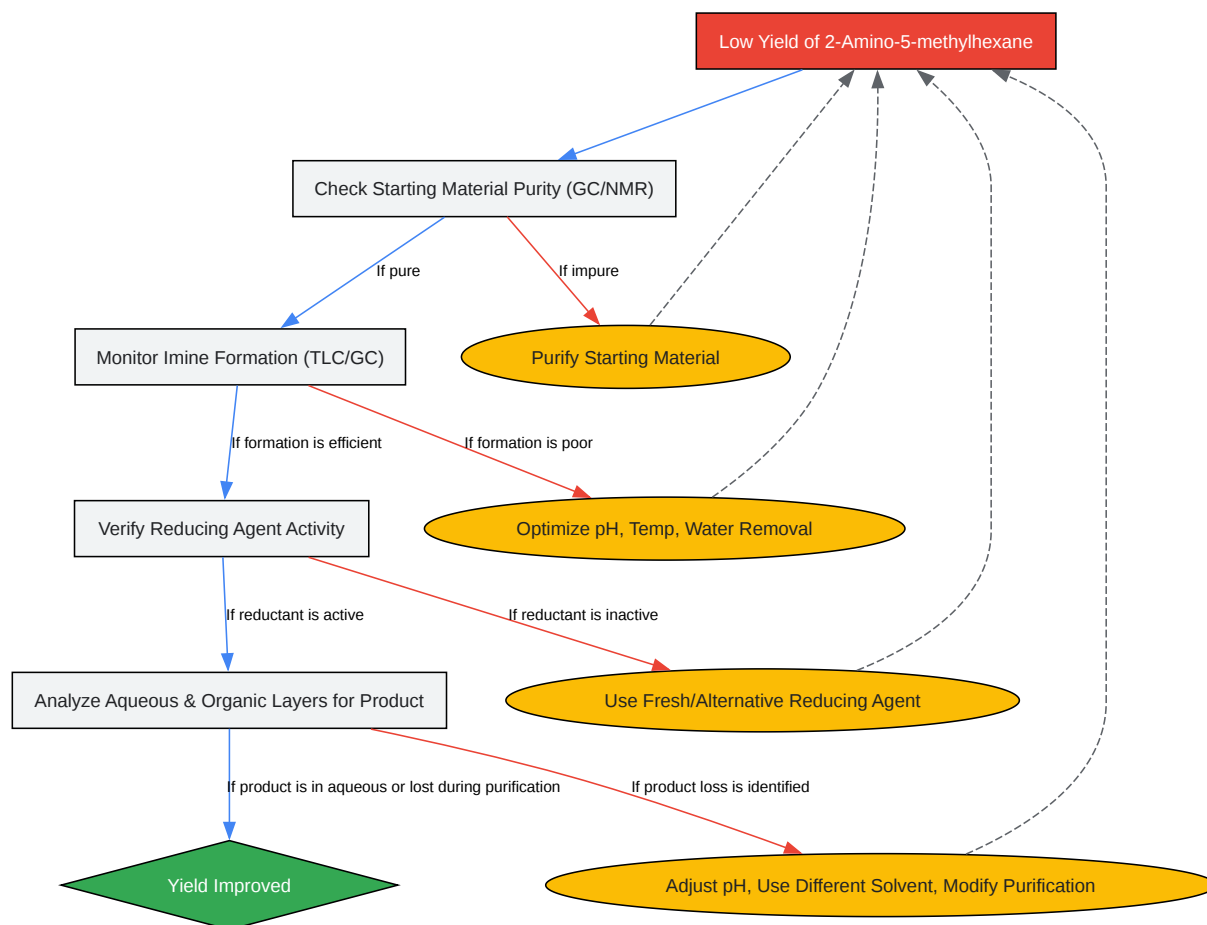 Low Yield of 2-Amino-5-methylhexane
Check Starting Material Purity (GC/NMR)
If pure
If impure
Monitor Imine Formation (TLC/GC)
Purify Starting Material
If formation is efficient
If formation is poor
Verify Reducing Agent Activity
Optimize pH, Temp, Water Removal
If reductant is active
If reductant is inactive
Analyze Aqueous & Organic Layers for Product
Use Fresh/Alternative Reducing Agent
If product is in aqueous or lost during purification
If product loss is identified
Yield Improved
Adjust pH, Use Different Solvent, Modify Purification